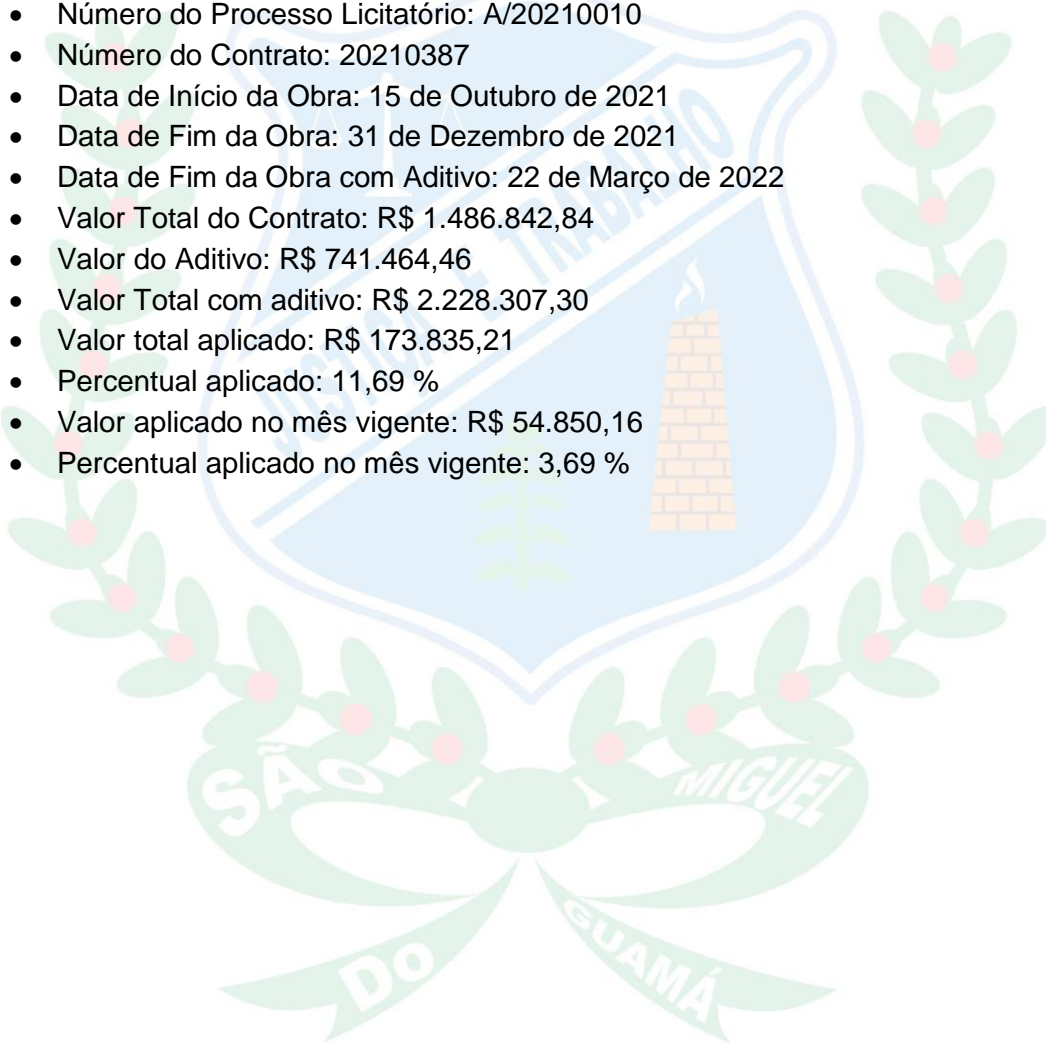 • Número do Processo Licitatório: A/20210010
• Número do Contrato: 20210387
• Data de Início da Obra: 15 de Outubro de 2021
• Data de Fim da Obra: 31 de Dezembro de 2021
• Data de Fim da Obra com Aditivo: 22 de Março de 2022
• Valor Total do Contrato: R$ 1.486.842,84
• Valor do Aditivo: R$ 741.464,46
• Valor Total com aditivo: R$ 2.228.307,30
• Valor total aplicado: R$ 173.835,21
• Percentual aplicado: 11,69 %
• Valor aplicado no mês vigente: R$ 54.850,16
• Percentual aplicado no mês vigente: 3,69 %
JUSTIÇA E TRABALHO
SÃO MIGUEL
DO GUAMÁ